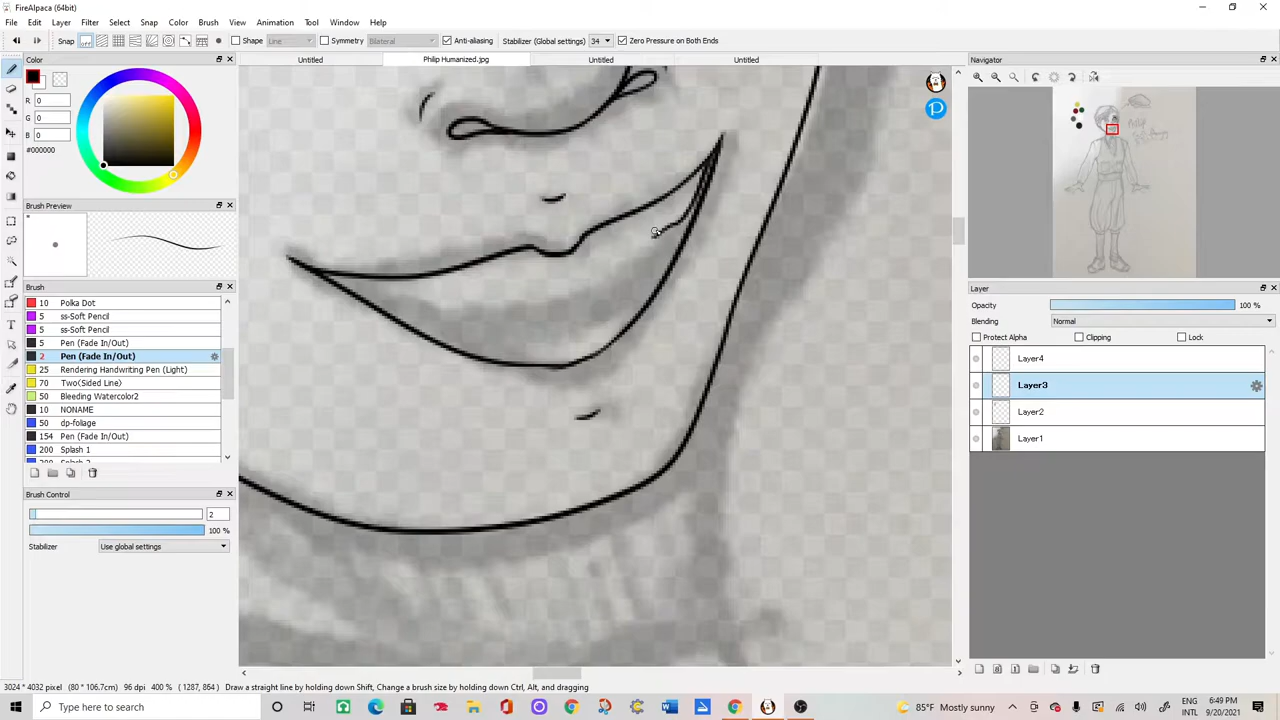 FireAlpaca (64bit)
File Edit Layer Filter Select Snap Color Brush View Animation Tool Window Help
Snap OFF Shape Line Symmetry Bilateral Anti-aliasing Stabilizer (Global settings) 34 Zero Pressure on Both Ends
Color
Untitled Philip Humanized.jpg Untitled Untitled
Navigator
R 0
G 0
B 0
#000000
Brush Preview
Brush
10 Polka Dot
5 ss-Soft Pencil
5 ss-Soft Pencil
5 Pen (Fade In/Out)
2 Pen (Fade In/Out)
25 Rendering Handwriting Pen (Light)
70 Two(Sided Line)
50 Bleeding Watercolor2
10 NONAME
50 dp-foliage
154 Pen (Fade In/Out)
200 Splash 1
Brush Control
2
100 %
Stabilizer Use global settings
Layer
Opacity 100 %
Blending Normal
Protect Alpha Clipping Lock
Layer4
Layer3
Layer2
Layer1
3024 * 4032 pixel (80 * 106.7cm) 96 dpi 400 % ( 1287, 864 ) Draw a straight line by holding down Shift, Change a brush size by holding down Ctrl, Alt, and dragging
Type here to search
85°F Mostly sunny
ENG
INTL
6:49 PM
9/20/2021